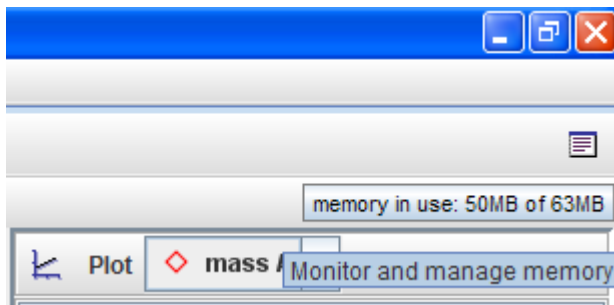 memory in use: 50MB of 63MB
Plot mass
Monitor and manage memory